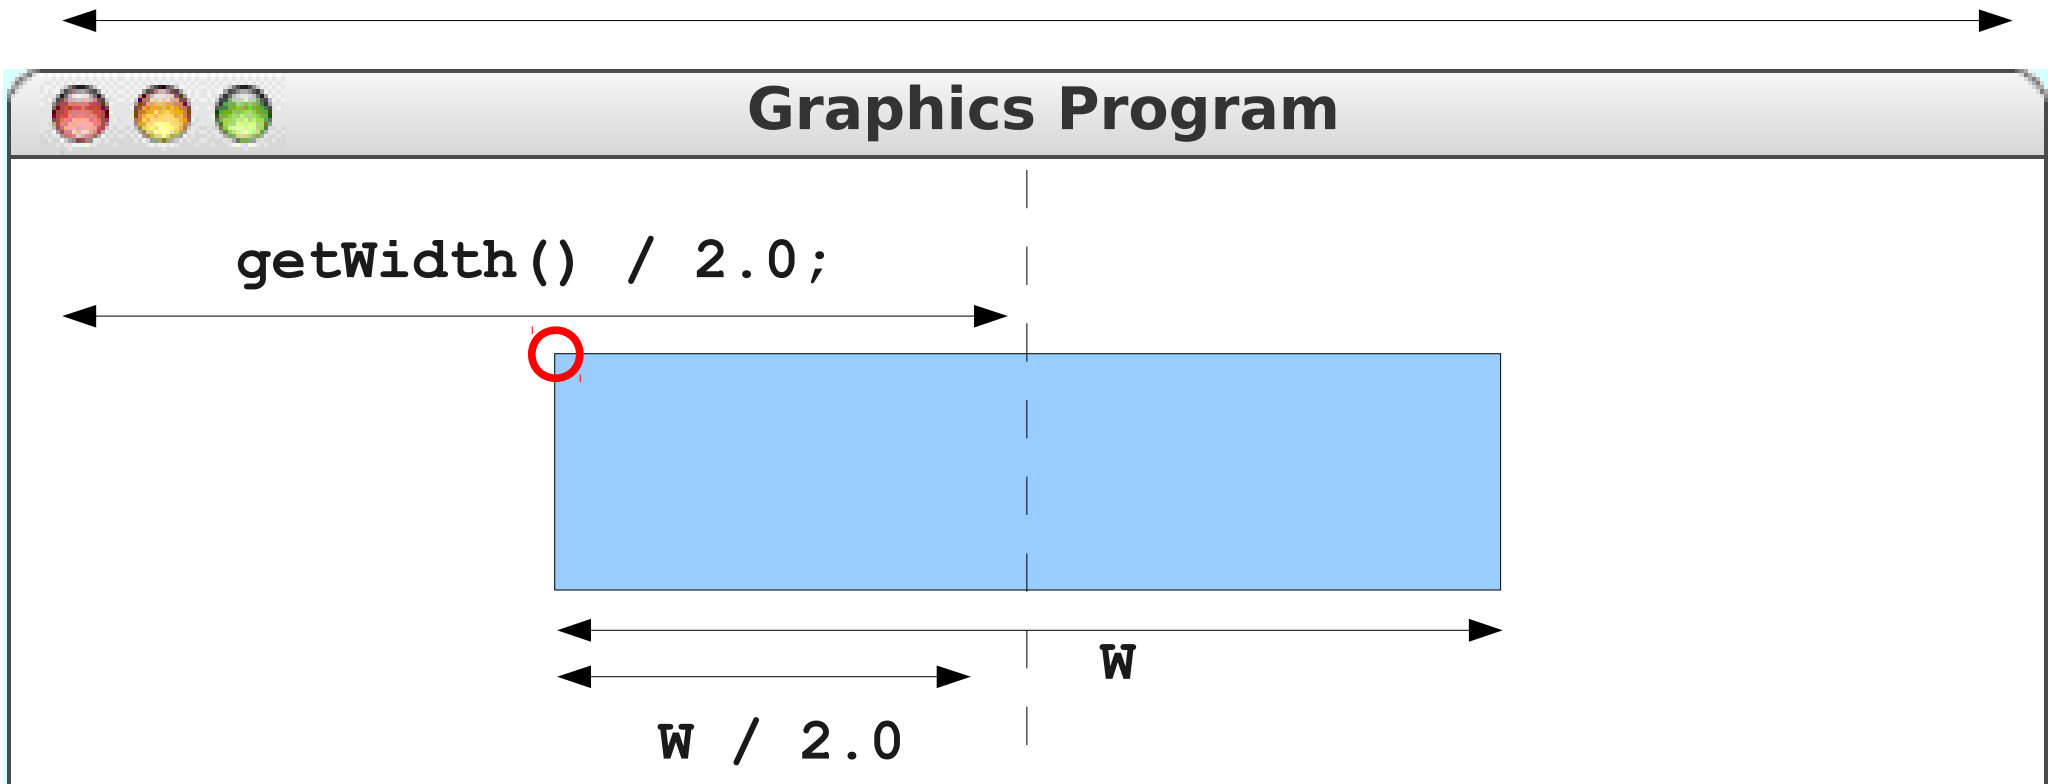 Graphics Program
getWidth() / 2.0;
W
W / 2.0